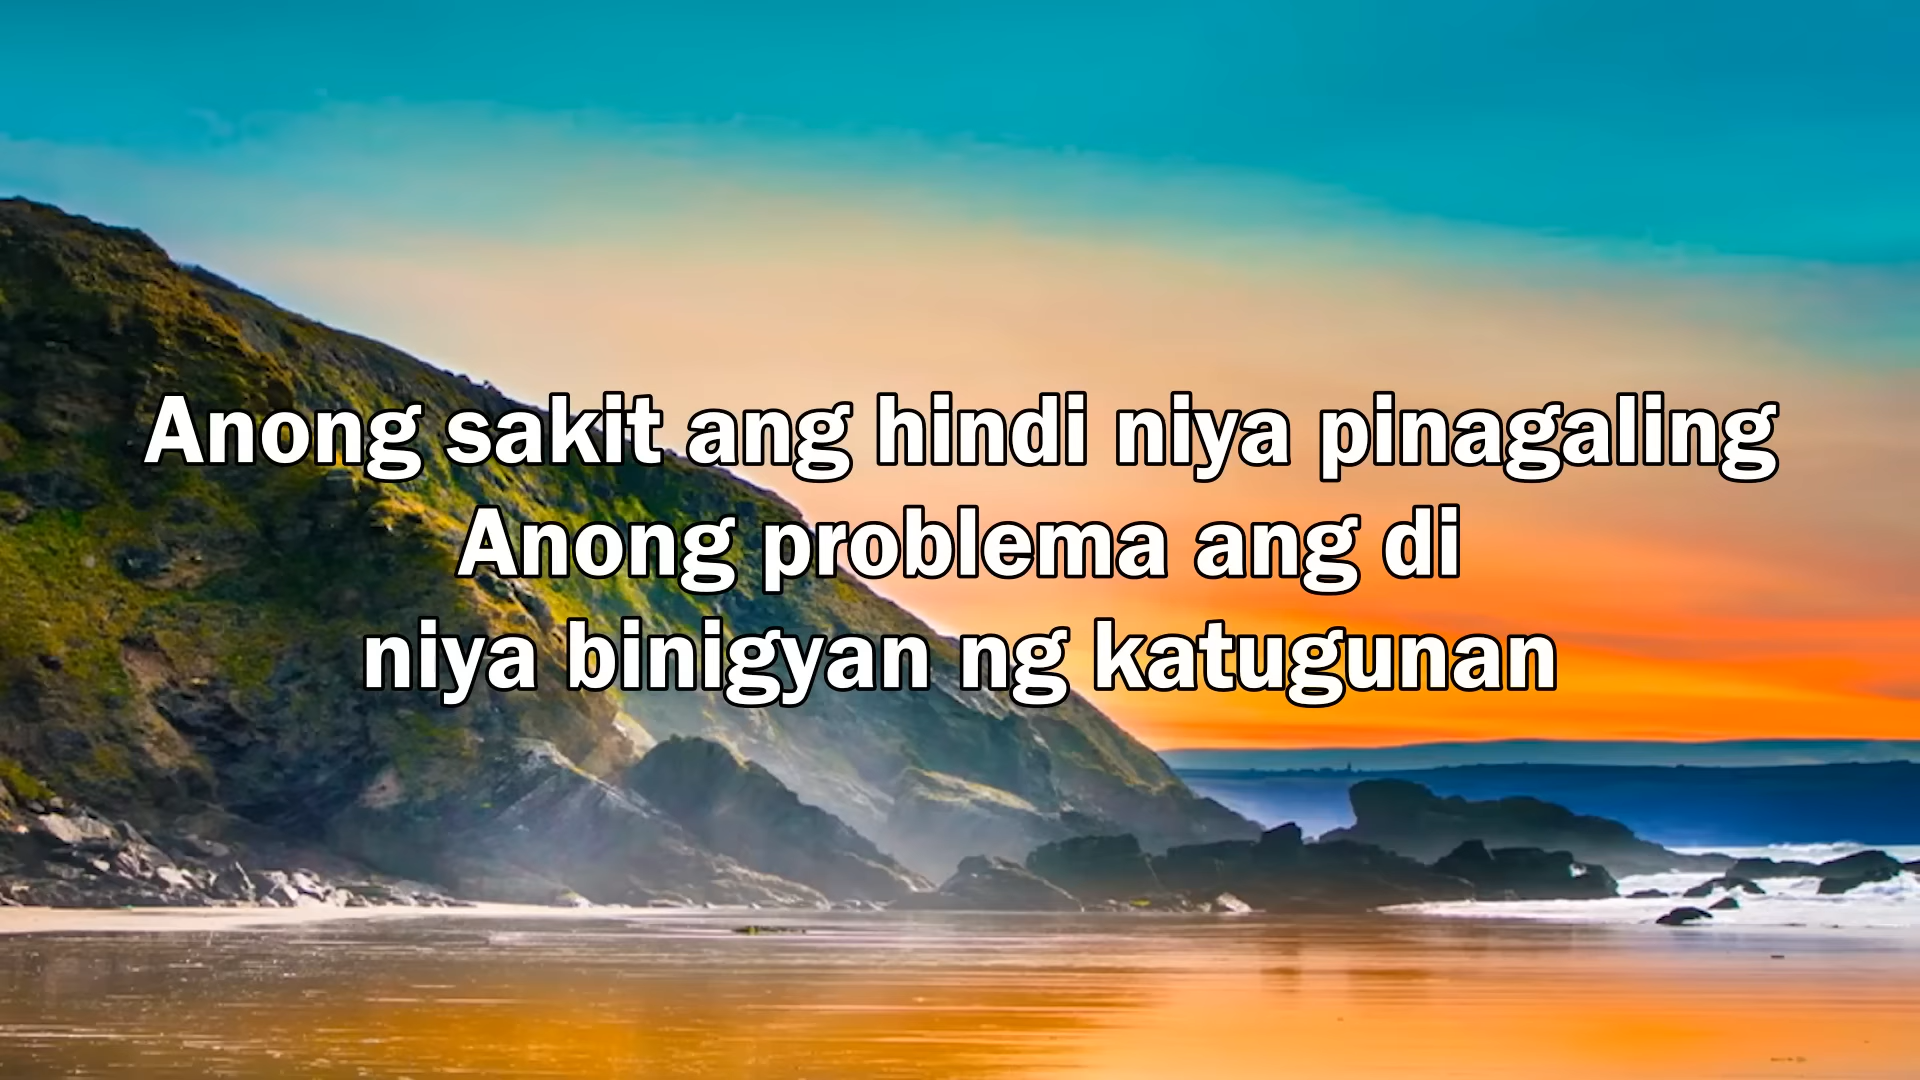 Anong sakit ang hindi niya pinagaling
Anong problema ang di
niya binigyan ng katugunan